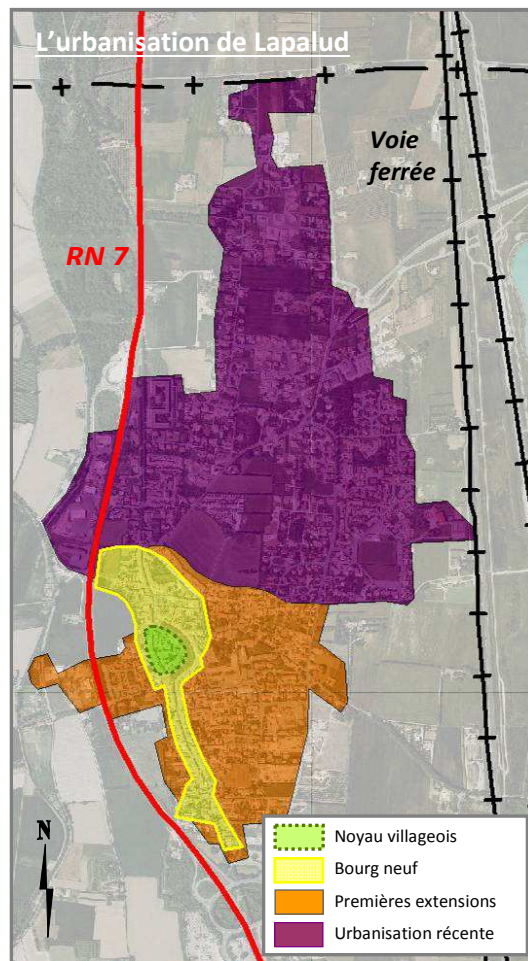 L'urbanisation de Lapalud
Voie
ferrée
RN 7
N
Noyau villageois
Bourg neuf
Premières extensions
Urbanisation récente